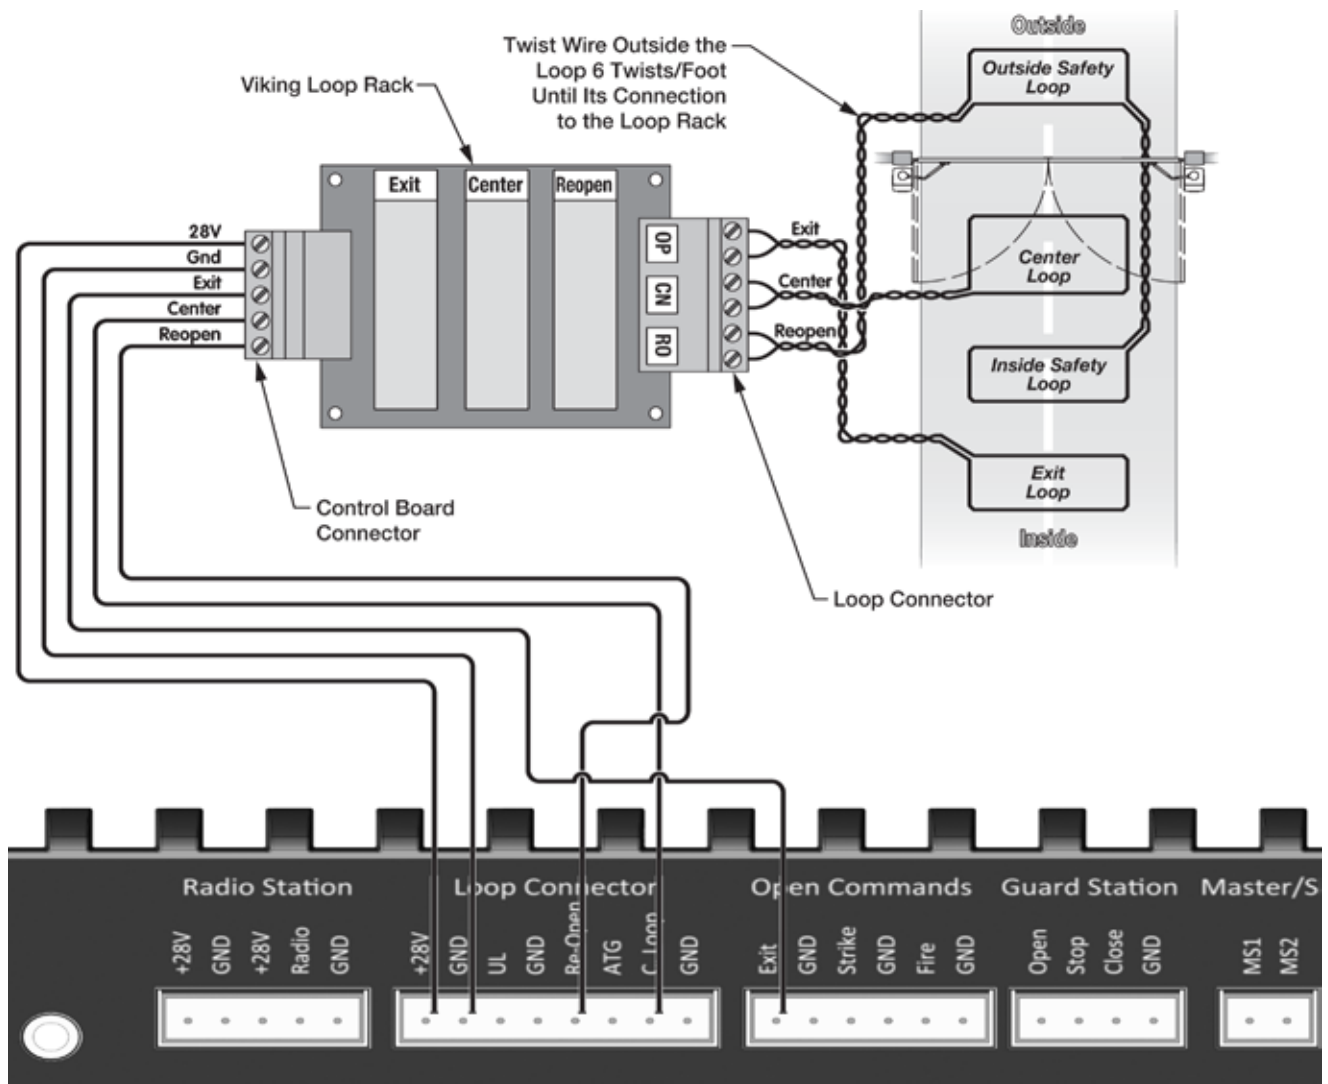 Outside
Twist Wire Outside the
Loop 6 Twists/Foot
Until Its Connection
to the Loop Rack
Outside Safety
Loop
Viking Loop Rack
Exit
Center
Reopen
28V
Gnd
Exit
Center
Reopen
OP
CN
RO
Exit
Center
Reopen
Center
Loop
Inside Safety
Loop
Exit
Loop
Inside
Control Board
Connector
Loop Connector
Radio Station
Loop Connector
Open Commands
Guard Station
Master/S
+28V
GND
+28V
Radio
GND
+28V
GND
UL
GND
Re-Open
ATG
C.Loop
GND
Exit
GND
Strike
GND
Fire
GND
Open
Stop
Close
GND
MS1
MS2